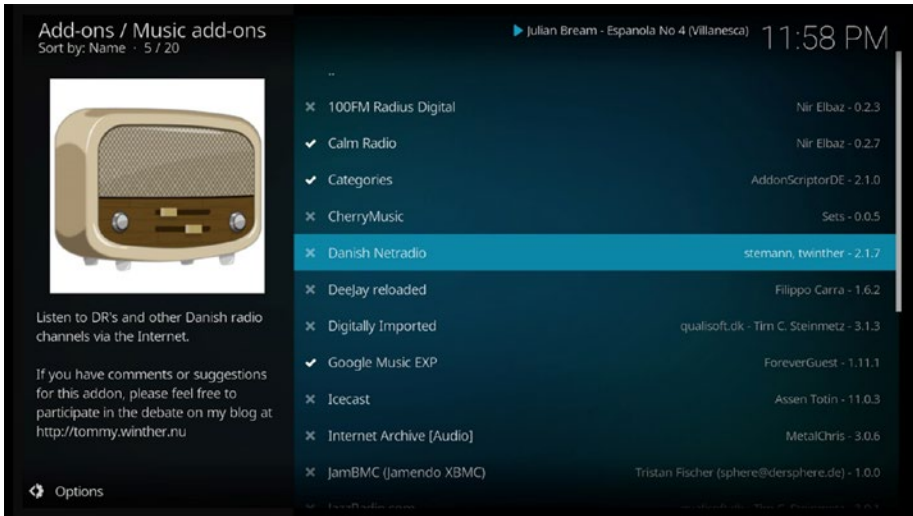 Add-ons / Music add-ons
Sort by: Name · 5 / 20
Julian Bream - Espanola No 4 (Villanesca)
11:58 PM
..
100FM Radius Digital Nir Elbaz - 0.2.3
Calm Radio Nir Elbaz - 0.2.7
Categories AddonScriptorDE - 2.1.0
CherryMusic Sets - 0.0.5
Danish Netradio stemann, twinther - 2.1.7
DeeJay reloaded Filippo Carra - 1.6.2
Digitally Imported qualisoft.dk - Tim C. Steinmetz - 3.1.3
Google Music EXP ForeverGuest - 1.11.1
Icecast Assen Totin - 11.0.3
Internet Archive [Audio] MetalChris - 3.0.6
JamBMC (Jamendo XBMC) Tristan Fischer (sphere@dersphere.de) - 1.0.0
JazzRadio.com qualisoft.dk - Tim C. Steinmetz
Listen to DR's and other Danish radio
channels via the Internet.
If you have comments or suggestions
for this addon, please feel free to
participate in the debate on my blog at
http://tommy.winther.nu
Options